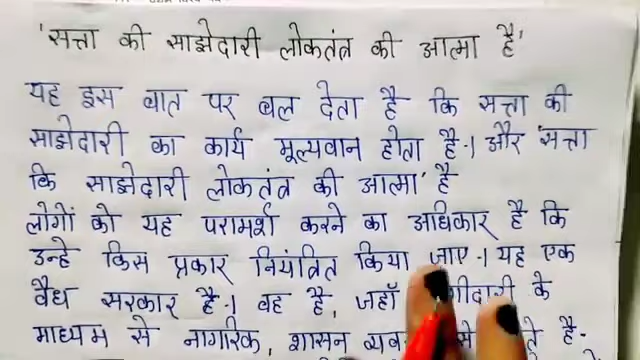 'सत्ता की साझेदारी लोकतंत्र की आत्मा है'
यह इस बात पर बल देता है कि सत्ता की
साझेदारी का कार्य मूल्यवान होता है-। और 'सत्ता
कि साझेदारी लोकतंत्र की आत्मा' है
लोगों को यह परामर्श करने का अधिकार है कि
उन्हे किस प्रकार नियंत्रित किया जाए-। यह एक
वैध सरकार है-। वह है, जहाँ के
माध्यम से नागरिक, शासन है-